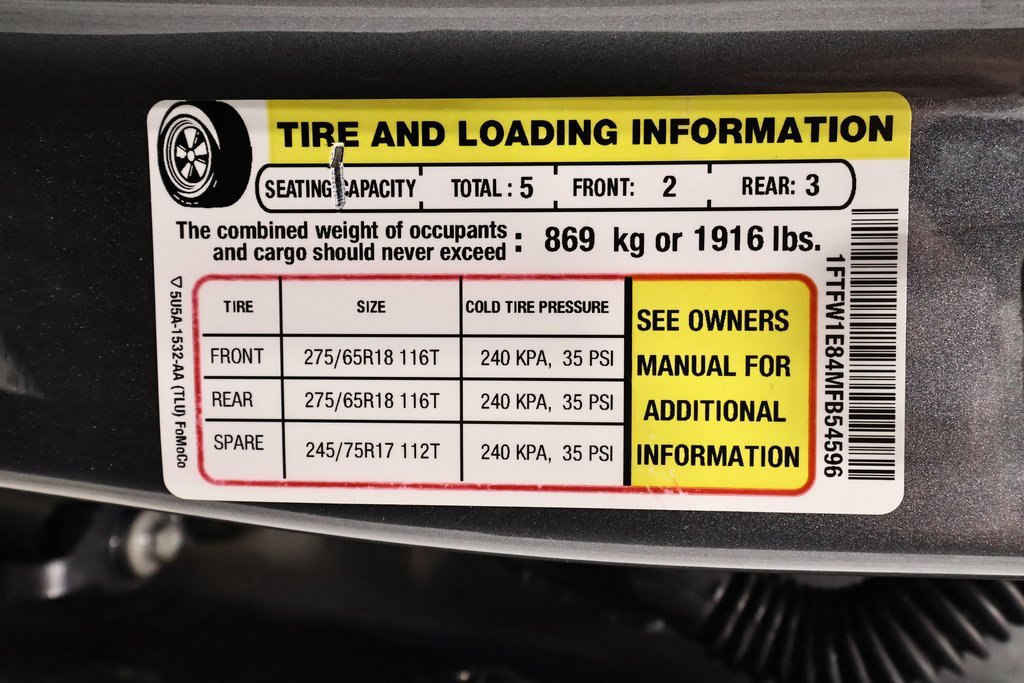 TIRE AND LOADING INFORMATION
SEATING CAPACITY TOTAL : 5 FRONT: 2 REAR: 3
The combined weight of occupants
and cargo should never exceed : 869 kg or 1916 lbs.
TIRE SIZE COLD TIRE PRESSURE
FRONT 275/65R18 116T 240 KPA, 35 PSI
REAR 275/65R18 116T 240 KPA, 35 PSI
SPARE 245/75R17 112T 240 KPA, 35 PSI
SEE OWNERS
MANUAL FOR
ADDITIONAL
INFORMATION
5U5A-1532-AA (TLU) FoMoCo
1FTFW1E84MFB54596